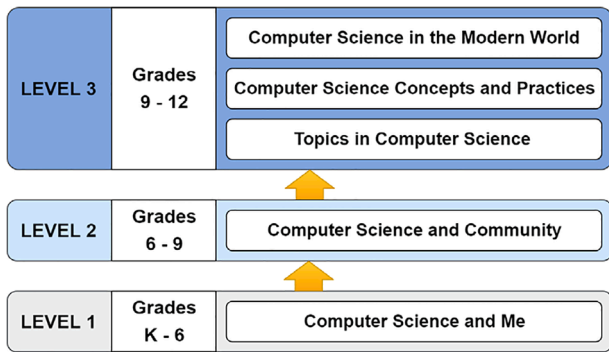 LEVEL 3
Grades
9 - 12
Computer Science in the Modern World
Computer Science Concepts and Practices
Topics in Computer Science
LEVEL 2
Grades
6 - 9
Computer Science and Community
LEVEL 1
Grades
K - 6
Computer Science and Me